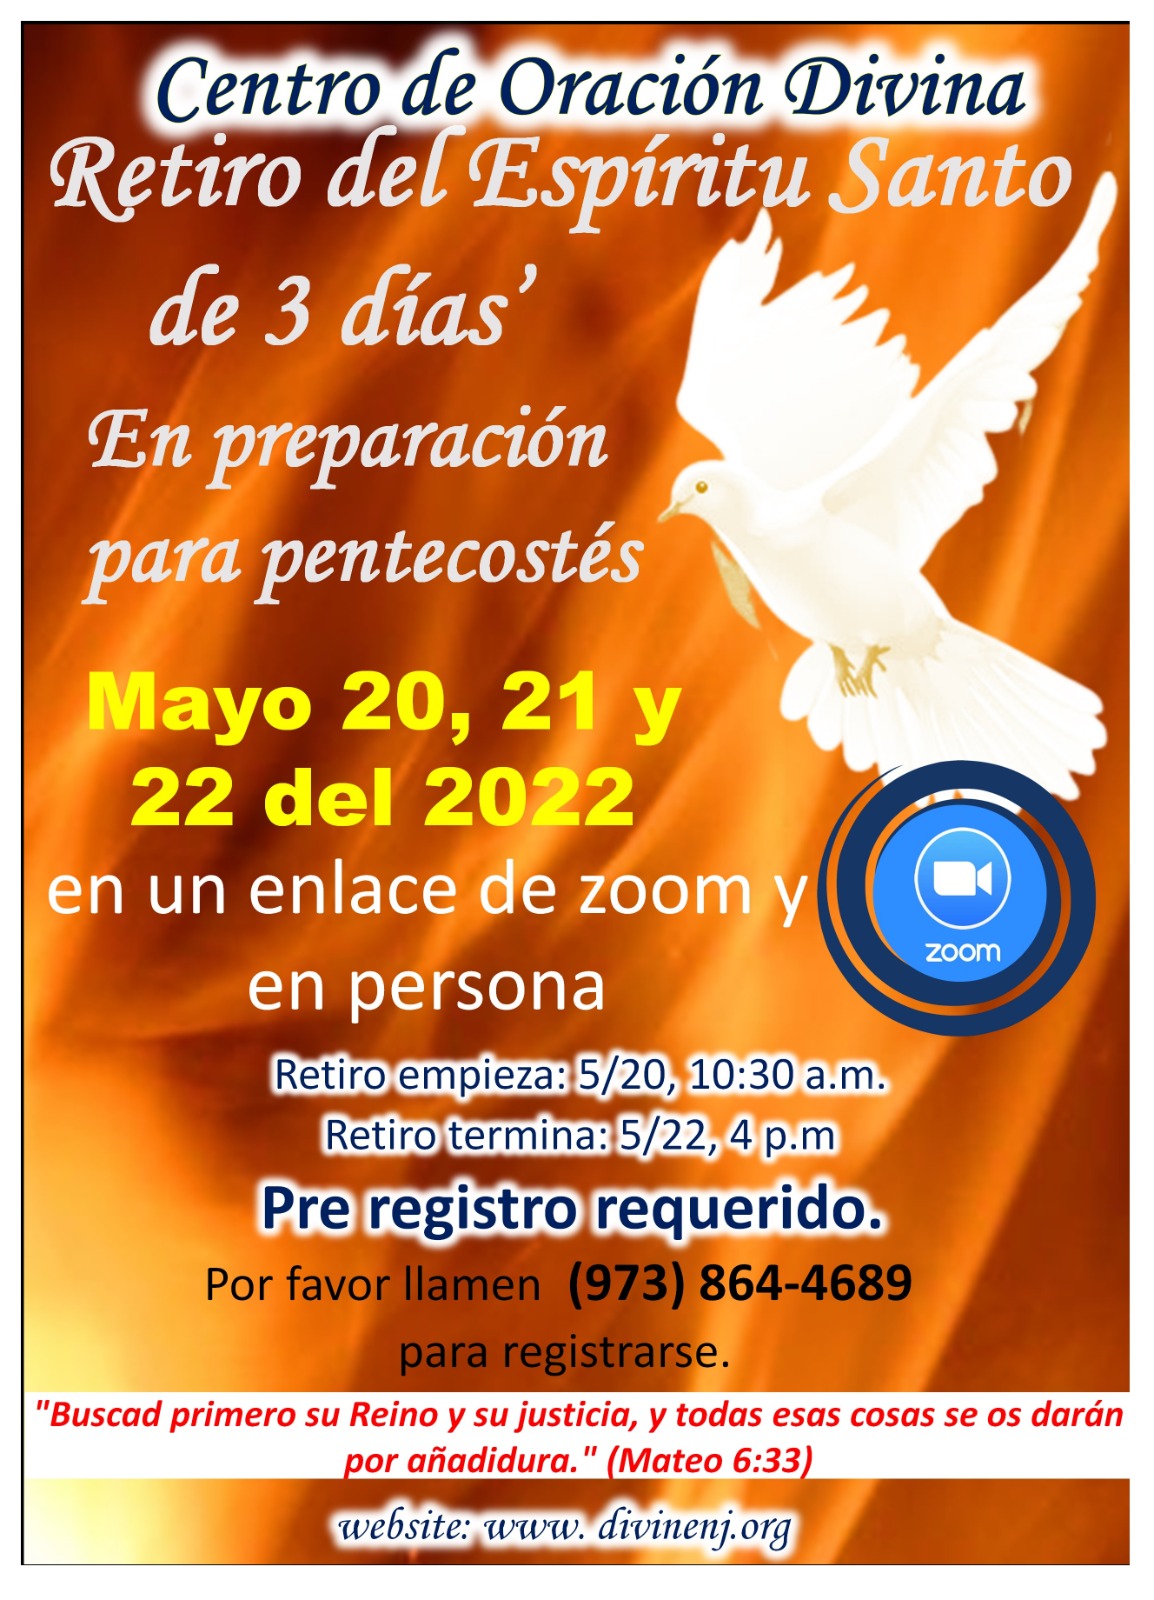 Centro de Oración Divina
Retiro del Espíritu Santo
de 3 días’
En preparación
para pentecostés
Mayo 20, 21 y
22 del 2022
en un enlace de zoom y
en persona
zoom
Retiro empieza: 5/20, 10:30 a.m.
Retiro termina: 5/22, 4 p.m
Pre registro requerido.
Por favor llamen (973) 864-4689
para registrarse.
"Buscad primero su Reino y su justicia, y todas esas cosas se os darán
por añadidura." (Mateo 6:33)
website: www. divinenj.org